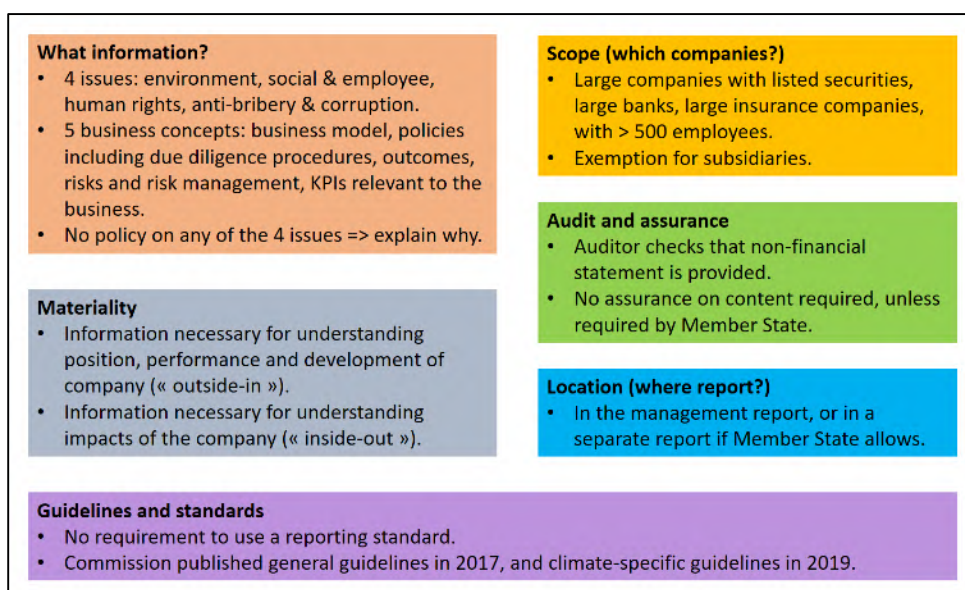 What information?
• 4 issues: environment, social & employee,
human rights, anti-bribery & corruption.
• 5 business concepts: business model, policies
including due diligence procedures, outcomes,
risks and risk management, KPIs relevant to the
business.
• No policy on any of the 4 issues => explain why.
Materiality
• Information necessary for understanding
position, performance and development of
company (« outside-in »).
• Information necessary for understanding
impacts of the company (« inside-out »).
Scope (which companies?)
• Large companies with listed securities,
large banks, large insurance companies,
with > 500 employees.
• Exemption for subsidiaries.
Audit and assurance
• Auditor checks that non-financial
statement is provided.
• No assurance on content required, unless
required by Member State.
Location (where report?)
• In the management report, or in a
separate report if Member State allows.
Guidelines and standards
• No requirement to use a reporting standard.
• Commission published general guidelines in 2017, and climate-specific guidelines in 2019.